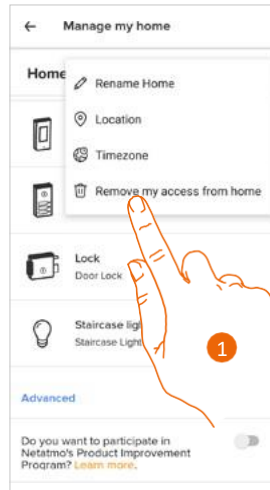 Manage my home
Home
Rename Home
Location
Timezone
Remove my access from home
Lock
Door Lock
Staircase lig
Staircase Light
1
Advanced
Do you want to participate in
Netatmo's Product Improvement
Program? Learn more.